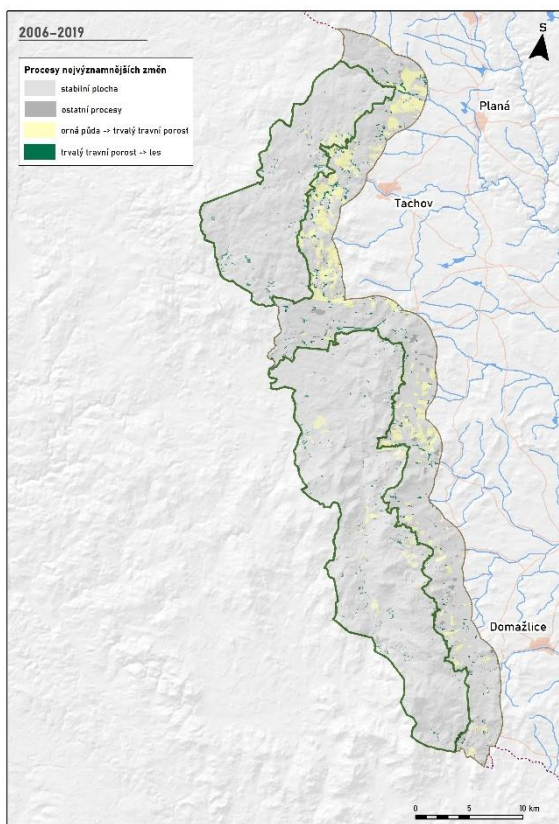 2006–2019
S
Procesy nejvýznamnějších změn
stabilní plocha
ostatní procesy
orná půda -> trvalý travní porost
trvalý travní porost -> les
Planá
Tachov
Domažlice
0 5 10 km